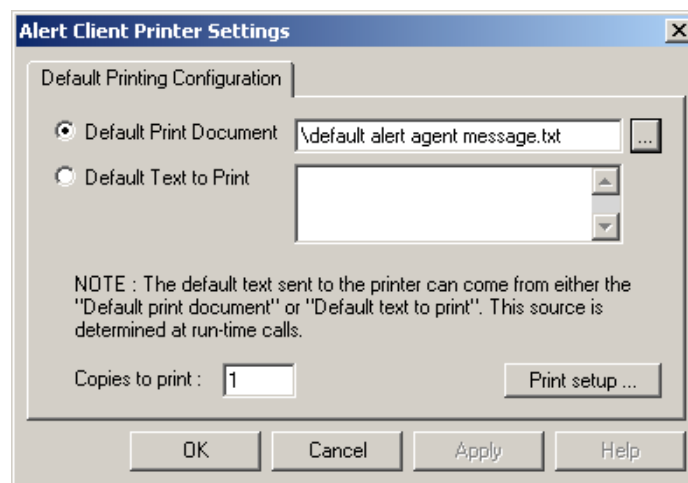 Alert Client Printer Settings
Default Printing Configuration
Default Print Document
\default alert agent message.txt
...
Default Text to Print
NOTE : The default text sent to the printer can come from either the
"Default print document" or "Default text to print". This source is
determined at run-time calls.
Copies to print :
1
Print setup ...
OK
Cancel
Apply
Help